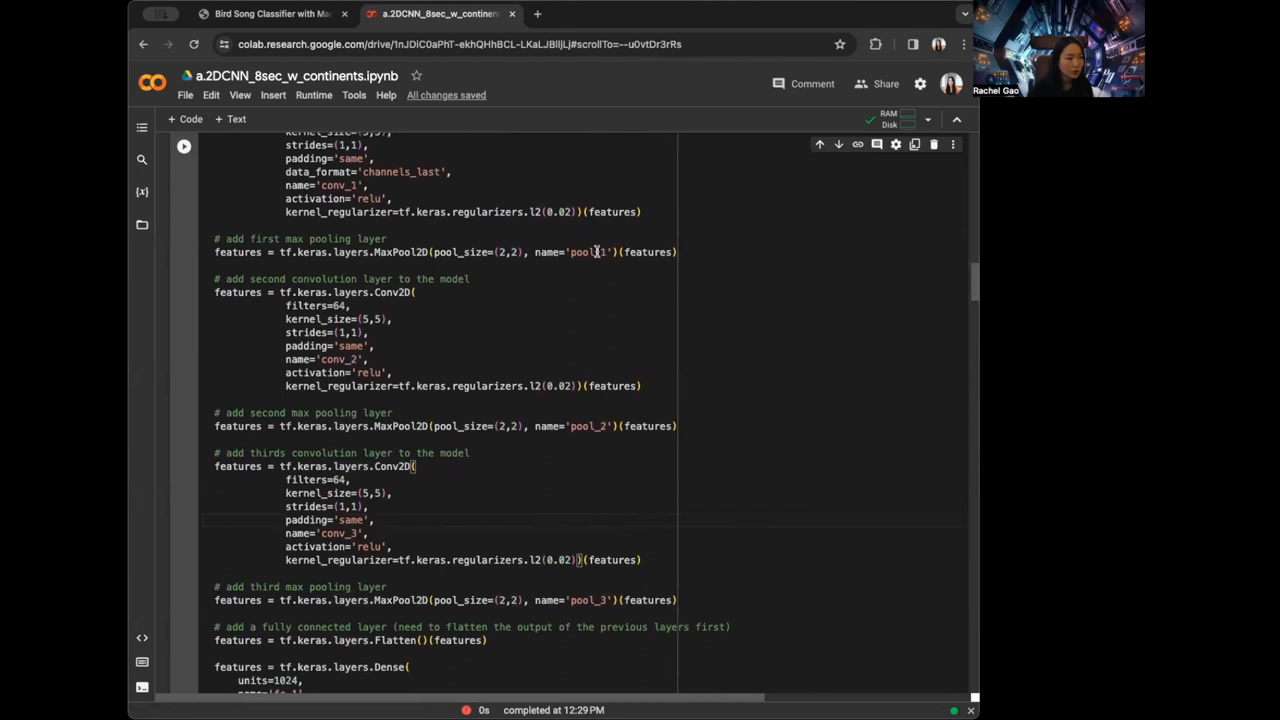 Bird Song Classifier with Ma
a.2DCNN_8sec_w_continents.
colab.research.google.com/drive/1nJDiC0aPhT-ekhQHhBCL-LKaLJBlljLj#scrollTo=--u0vtDr3rRs
Rachel Gao
a.2DCNN_8sec_w_continents.ipynb
Comment
Share
File Edit View Insert Runtime Tools Help All changes saved
+ Code + Text
RAM
Disk
kernel_size=(5,5),
strides=(1,1),
padding='same',
data_format='channels_last',
name='conv_1',
activation='relu',
kernel_regularizer=tf.keras.regularizers.l2(0.02))(features)
# add first max pooling layer
features = tf.keras.layers.MaxPool2D(pool_size=(2,2), name='pool_1')(features)
# add second convolution layer to the model
features = tf.keras.layers.Conv2D(
filters=64,
kernel_size=(5,5),
strides=(1,1),
padding='same',
name='conv_2',
activation='relu',
kernel_regularizer=tf.keras.regularizers.l2(0.02))(features)
# add second max pooling layer
features = tf.keras.layers.MaxPool2D(pool_size=(2,2), name='pool_2')(features)
# add thirds convolution layer to the model
features = tf.keras.layers.Conv2D(
filters=64,
kernel_size=(5,5),
strides=(1,1),
padding='same',
name='conv_3',
activation='relu',
kernel_regularizer=tf.keras.regularizers.l2(0.02))(features)
# add third max pooling layer
features = tf.keras.layers.MaxPool2D(pool_size=(2,2), name='pool_3')(features)
# add a fully connected layer (need to flatten the output of the previous layers first)
features = tf.keras.layers.Flatten()(features)
features = tf.keras.layers.Dense(
units=1024,
name='fc_1'
0s completed at 12:29 PM